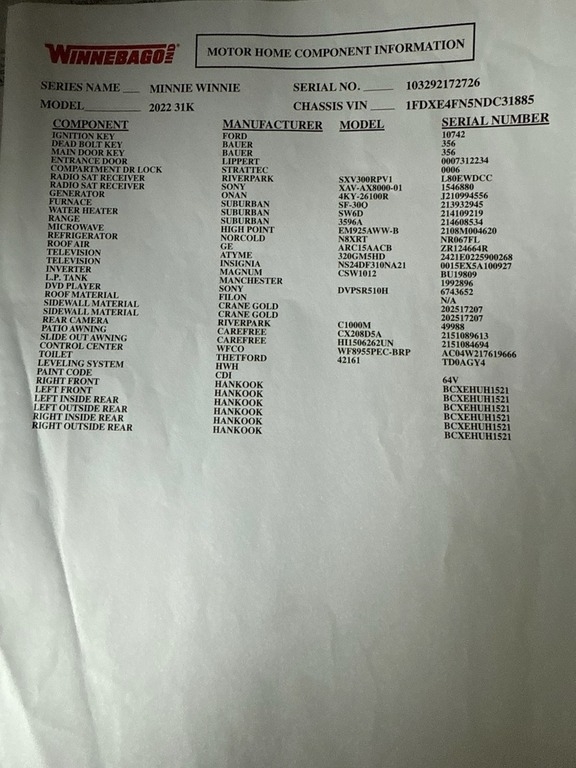 WINNEBAGO IND MOTOR HOME COMPONENT INFORMATION
SERIES NAME ___ MINNIE WINNIE SERIAL NO. ____ 103292172726
MODEL________ 2022 31K CHASSIS VIN ____ 1FDXE4FN5NDC31885
COMPONENT MANUFACTURER MODEL SERIAL NUMBER
IGNITION KEY FORD 10742
DEAD BOLT KEY BAUER 356
MAIN DOOR KEY BAUER 356
ENTRANCE DOOR LIPPERT 0007312234
COMPARTMENT DR LOCK STRATTEC 0006
RADIO SAT RECEIVER RIVERPARK SXV300RPV1 L80EWDCC
RADIO SAT RECEIVER SONY XAV-AX8000-01 1546880
GENERATOR ONAN 4KY-26100R J210994556
FURNACE SUBURBAN SF-30Q 213932945
WATER HEATER SUBURBAN SW6D 214109219
RANGE SUBURBAN 3596A 214608534
MICROWAVE HIGH POINT EM925AWW-B 2108M004620
REFRIGERATOR NORCOLD N8XRT NR067FL
ROOF AIR GE ARC15AACB ZR124664R
TELEVISION ATYME 320GM5HD 2421E0225900268
TELEVISION INSIGNIA NS24DF310NA21 0015EX5A100927
INVERTER MAGNUM CSW1012 BU19809
L.P. TANK MANCHESTER 1992896
DVD PLAYER SONY DVPSR510H 6743652
ROOF MATERIAL FILON N/A
SIDEWALL MATERIAL CRANE GOLD 202517207
SIDEWALL MATERIAL CRANE GOLD 202517207
REAR CAMERA RIVERPARK C1000M 49988
PATIO AWNING CAREFREE CX208D5A 2151089613
SLIDE OUT AWNING CAREFREE HI1506262UN 2151084694
CONTROL CENTER WFCO WF8955PEC-BRP AC04W217619666
TOILET THETFORD 42161 TD0AGY4
LEVELING SYSTEM HWH
PAINT CODE CDI 64V
RIGHT FRONT HANKOOK BCXEHUH1521
LEFT FRONT HANKOOK BCXEHUH1521
LEFT INSIDE REAR HANKOOK BCXEHUH1521
LEFT OUTSIDE REAR HANKOOK BCXEHUH1521
RIGHT INSIDE REAR HANKOOK BCXEHUH1521
RIGHT OUTSIDE REAR HANKOOK BCXEHUH1521